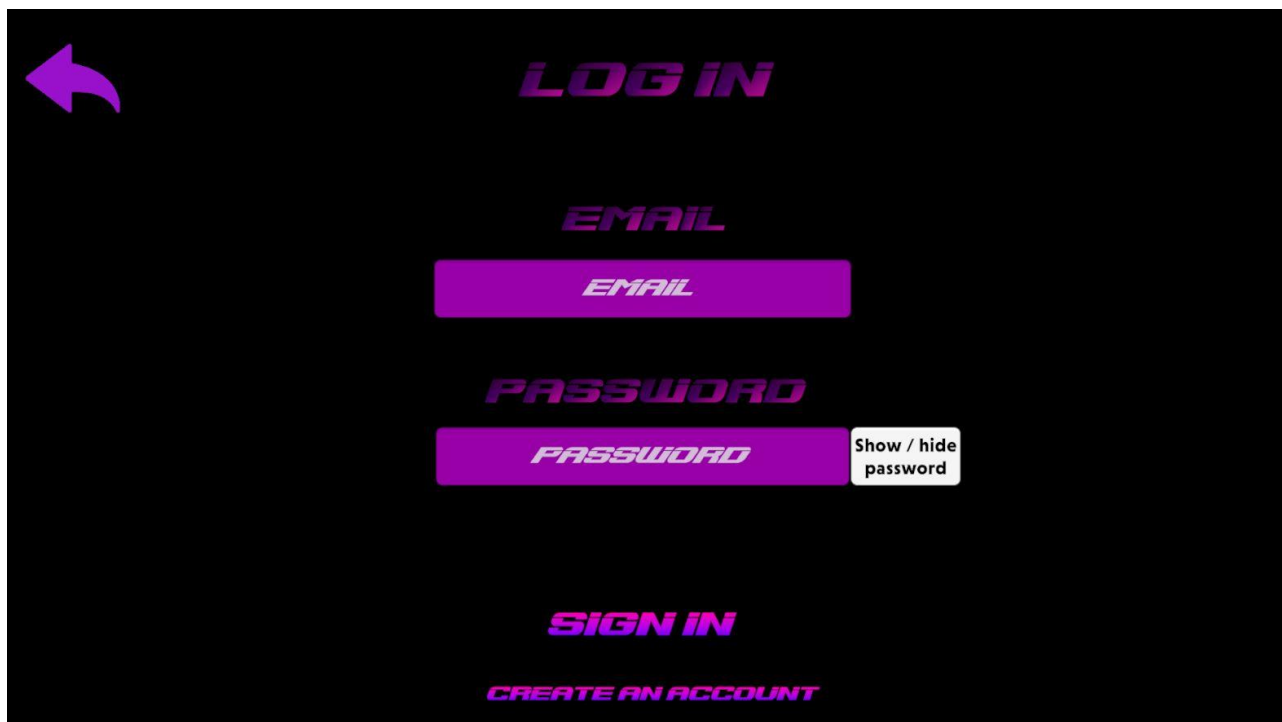 LOG IN
EMAIL
EMAIL
PASSWORD
PASSWORD
Show / hide
password
SIGN IN
CREATE AN ACCOUNT